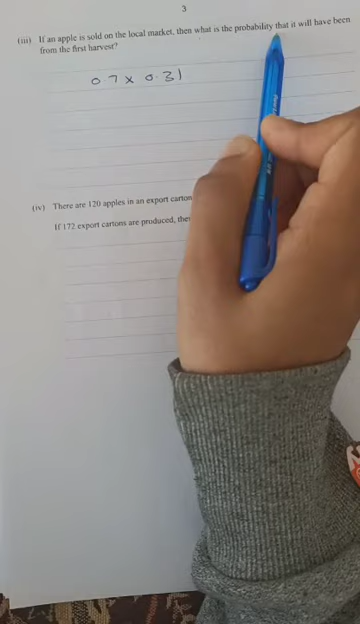 3
(iii) If an apple is sold on the local market, then what is the probability that it will have been
from the first harvest?
0.7 x 0.31
(iv) There are 120 apples in an export carton
If 172 export cartons are produced, then